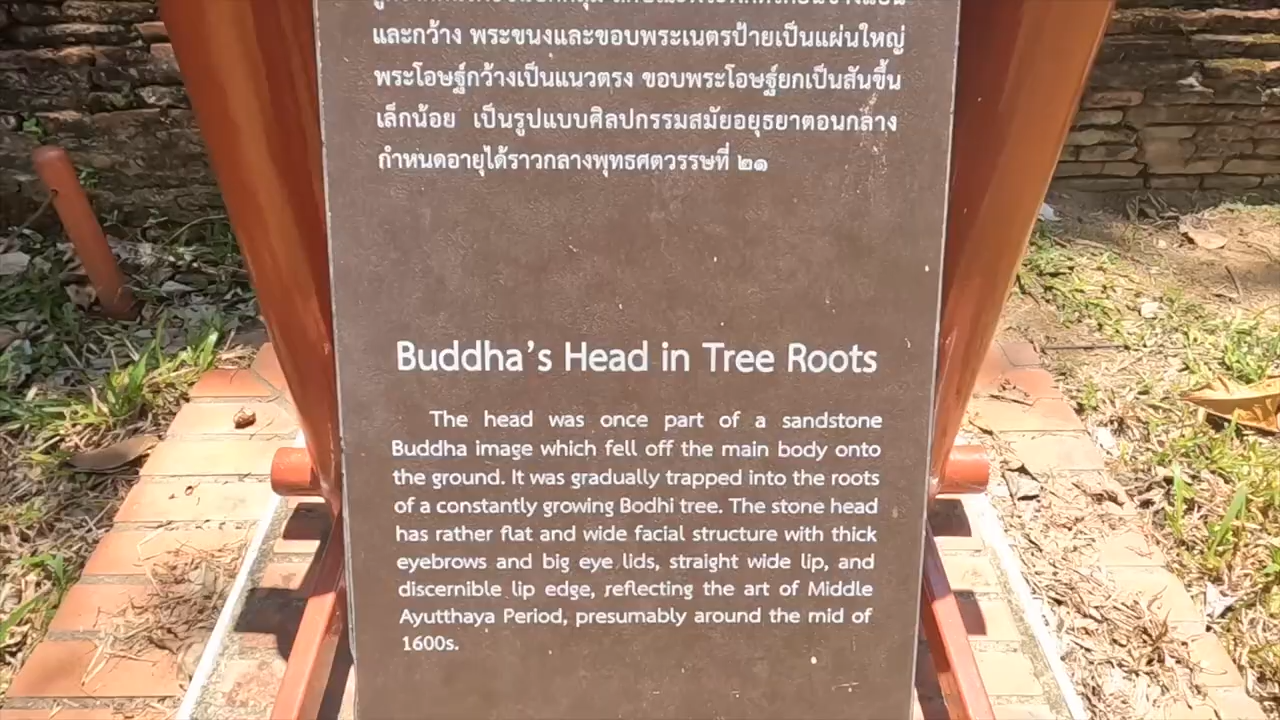 และกว้าง พระขนงและขอบพระเนตรป้ายเป็นแผ่นใหญ่
พระโอษฐ์กว้างเป็นแนวตรง ขอบพระโอษฐ์ยกเป็นสันขึ้น
เล็กน้อย เป็นรูปแบบศิลปกรรมสมัยอยุธยาตอนกลาง
กำหนดอายุได้ราวกลางพุทธศตวรรษที่ ๒๑
Buddha's Head in Tree Roots
The head was once part of a sandstone
Buddha image which fell off the main body onto
the ground. It was gradually trapped into the roots
of a constantly growing Bodhi tree. The stone head
has rather flat and wide facial structure with thick
eyebrows and big eye lids, straight wide lip, and
discernible lip edge, reflecting the art of Middle
Ayutthaya Period, presumably around the mid of
1600s.